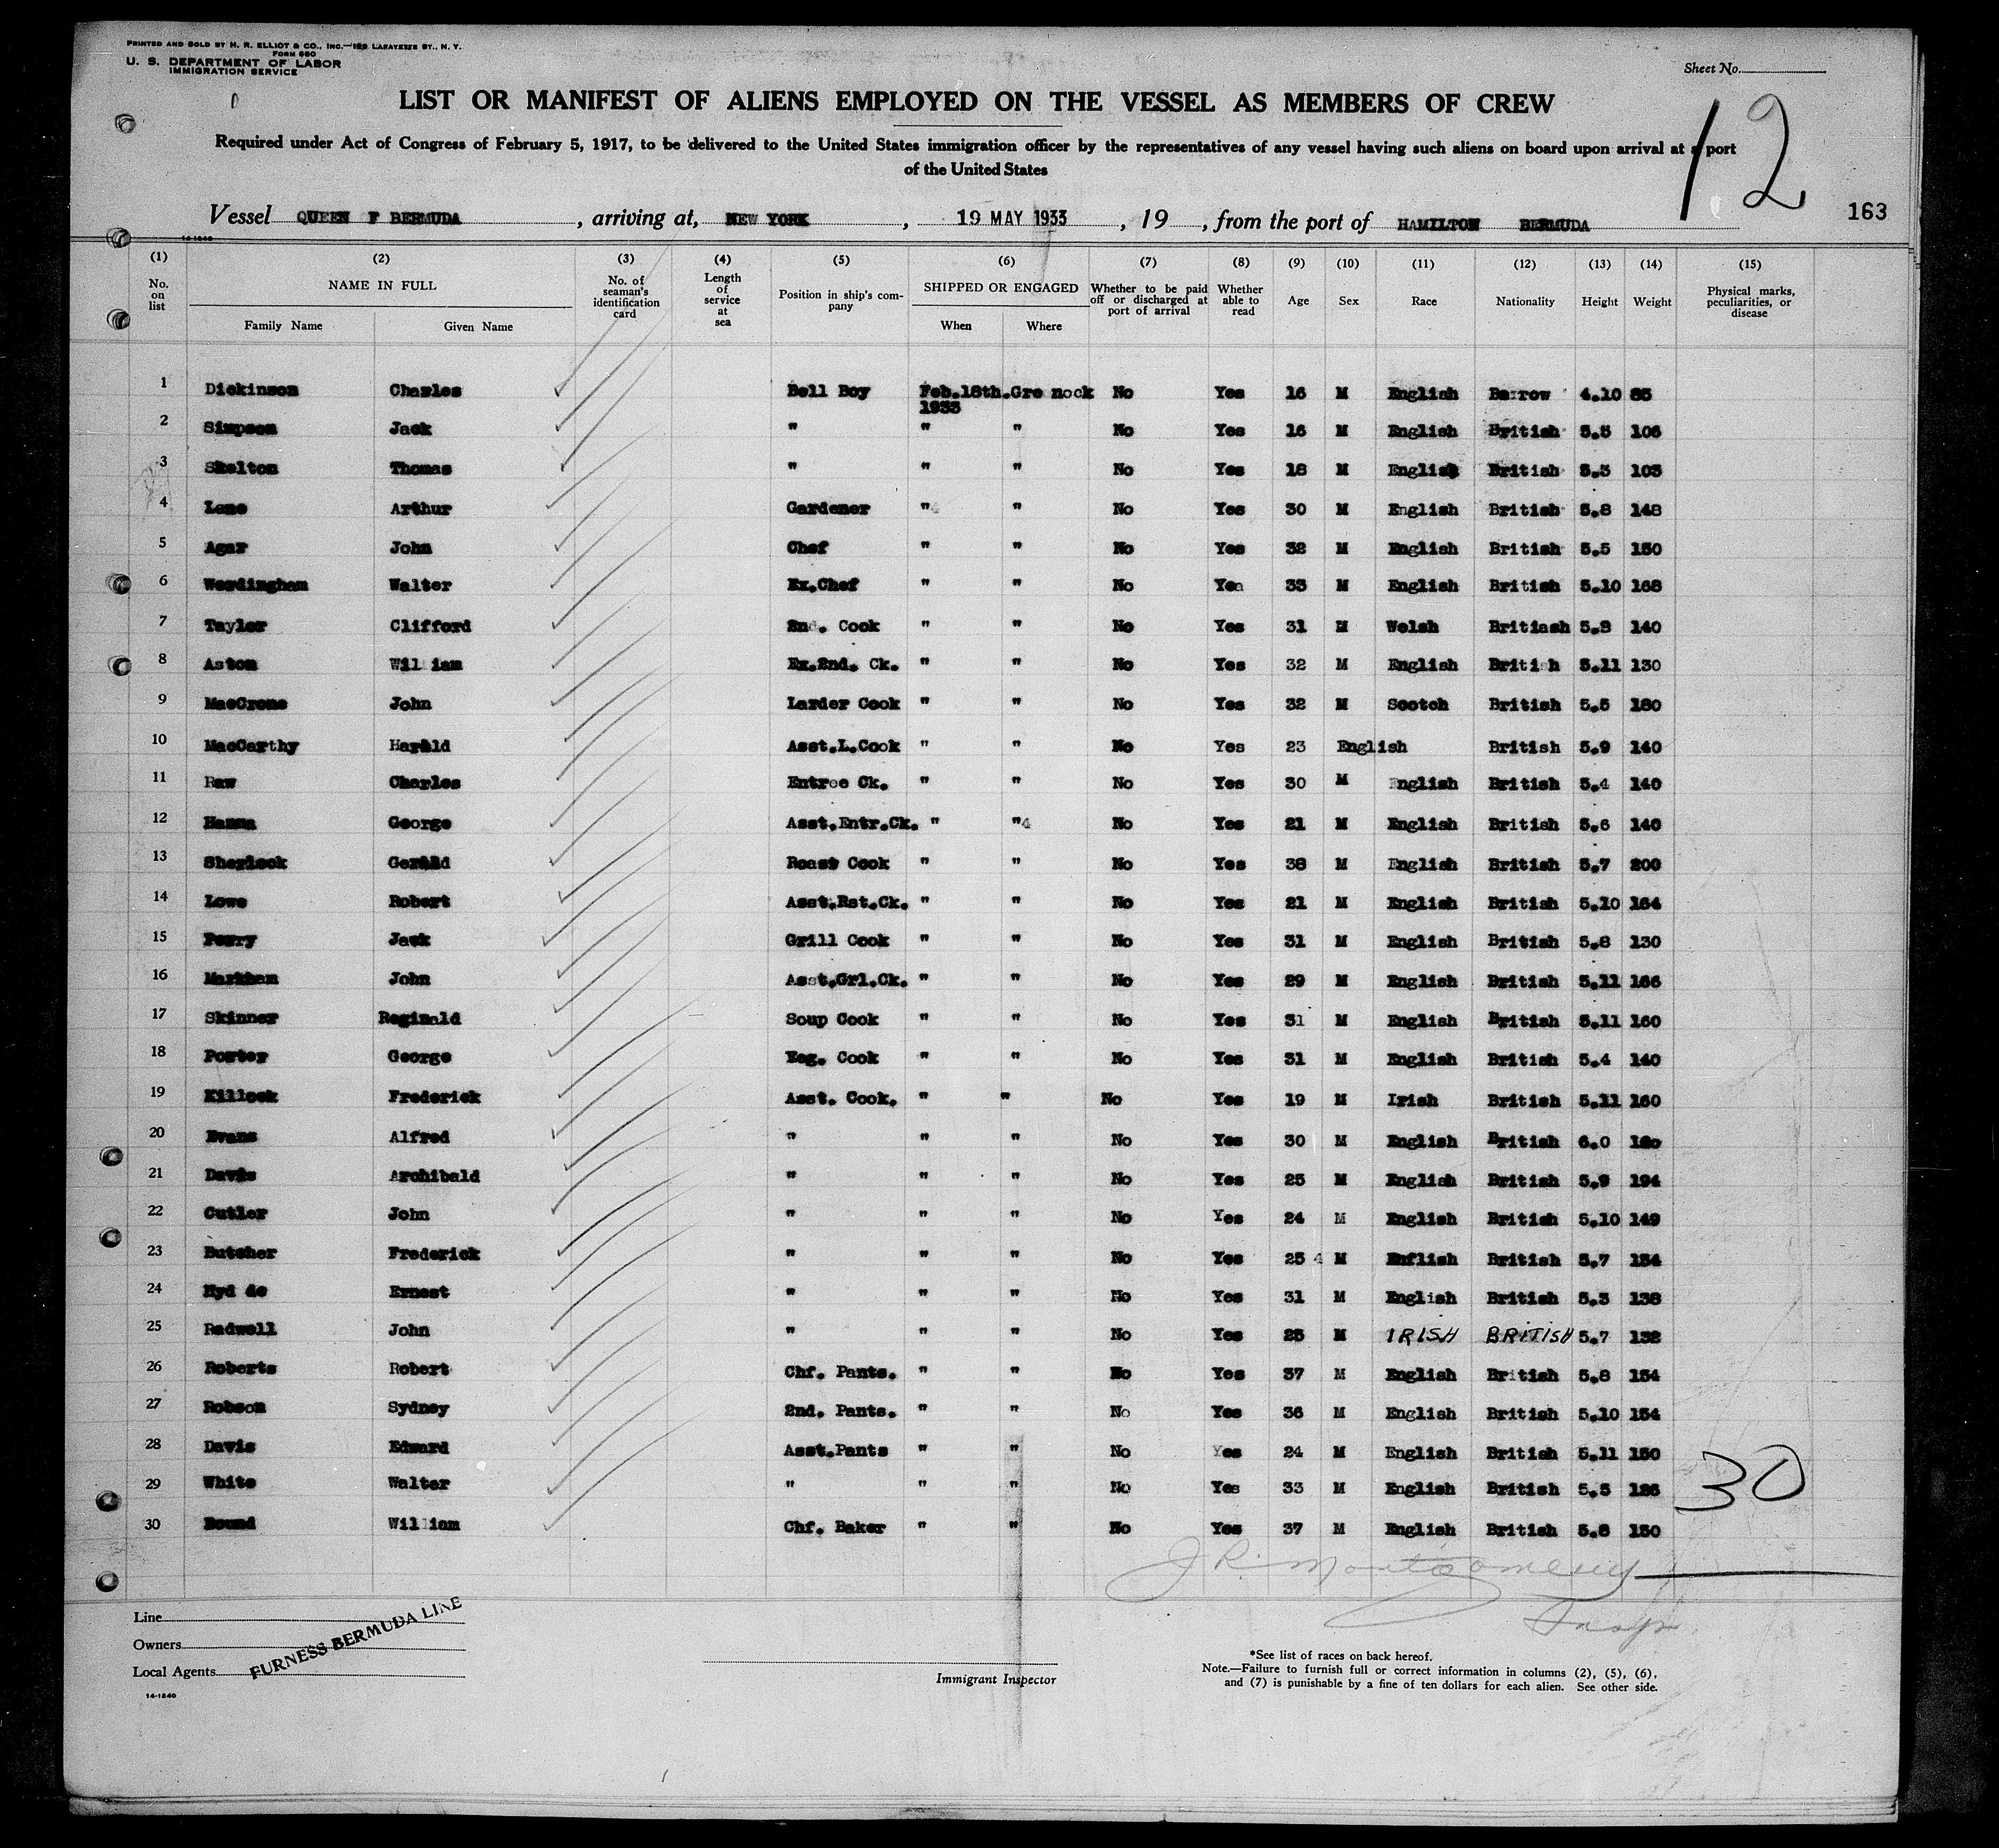 PRINTED AND SOLD BY H. R. ELLIOT & CO., INC.—126 LAFAYETTE ST., N. Y.
FORM 680
U. S. DEPARTMENT OF LABOR
IMMIGRATION SERVICE
Sheet No.
LIST OR MANIFEST OF ALIENS EMPLOYED ON THE VESSEL AS MEMBERS OF CREW
12
Required under Act of Congress of February 5, 1917, to be delivered to the United States immigration officer by the representatives of any vessel having such aliens on board upon arrival at a port
of the United States
Vessel QUEEN F BERMUDA, arriving at, NEW YORK, 19 MAY 1933, 19, from the port of HAMILTON BERMUDA 163
14-1240
(1) (2) (3) (4) (5) (6) (7) (8) (9) (10) (11) (12) (13) (14) (15)
No. on list NAME IN FULL Family Name Given Name No. of seaman's identification card Length of service at sea Position in ship's company SHIPPED OR ENGAGED When Where Whether to be paid off or discharged at port of arrival Whether able to read Age Sex Race Nationality Height Weight Physical marks, peculiarities, or disease
1 Dickinson Charles Bell Boy Feb.18th. Gre nock No Yes 16 M English Barrow 4.10 85
1933
2 Simpson Jack " " " No Yes 16 M English British 5.5 106
3 Skelton Thomas " " " No Yes 18 M English British 5.5 105
4 Lane Arthur Gardener " " No Yes 30 M English British 5.8 148
5 Agar John Chef " " No Yes 32 M English British 5.5 150
6 Werdingham Walter Ex.Chef " " No Yes 33 M English British 5.10 168
7 Tayler Clifford 2nd. Cook " " No Yes 31 M Welsh Britiash 5.8 140
8 Aston Wil iam Ex.2nd. Ck. " " No Yes 32 M English British 5.11 130
9 MacCrone John Larder Cook " " No Yes 32 M Scotch British 5.5 180
10 MacCarthy Harald Asst.L.Cook " " No Yes 23 English British 5.9 140
11 Raw Charles Entree Ck. " " No Yes 30 M English British 5.4 140
12 Hanna George Asst.Entr.Ck. " "4 No Yes 21 M English British 5.6 140
13 Sherlock Gerald Roast Cook " " No Yes 38 M English British 5.7 200
14 Lowe Robert Asst.Rst.Ck. " " No Yes 21 M English British 5.10 164
15 Jack Grill Cook " " No Yes 31 M English British 5.8 130
16 Markham John Asst.Grl.Ck. " " No Yes 29 M English British 5.11 166
17 Skinner Reginald Soup Cook " " No Yes 31 M English British 5.11 160
18 Porter George Veg. Cook " " No Yes 31 M English British 5.4 140
19 Killock Frederick Asst. Cook. " " No Yes 19 M Irish British 5.11 160
20 Evans Alfred " " " No Yes 30 M English British 6.0
21 Davis Archibald " " " No Yes 25 M English British 5.9 194
22 Cutler John " " " No Yes 24 M English British 5.10 149
23 Butcher Frederick " " " No Yes 25 4 M Enflish British 5.7 154
24 Hyd de Ernest " " " No Yes 31 M English British 5.3 138
25 Radwell John " " " No Yes 25 M IRISH BRITISH 5.7 132
26 Roberts Robert Chf. Pants. " " No Yes 37 M English British 5.8 154
27 Robson Sydney 2nd. Pants. " " No Yes 36 M English British 5.10 154
28 Davis Edward Asst.Pants " " No Yes 24 M English British 5.11 150
29 White Walter " " " No Yes 33 M English British 5.5 126
30 Bound William Chf. Baker " " No Yes 37 M English British 5.8 150
30
J R. Montgomery
Insp.
Line
Owners
Local Agents
FURNESS BERMUDA LINE
14-1240
Immigrant Inspector
*See list of races on back hereof.
Note.—Failure to furnish full or correct information in columns (2), (5), (6),
and (7) is punishable by a fine of ten dollars for each alien. See other side.